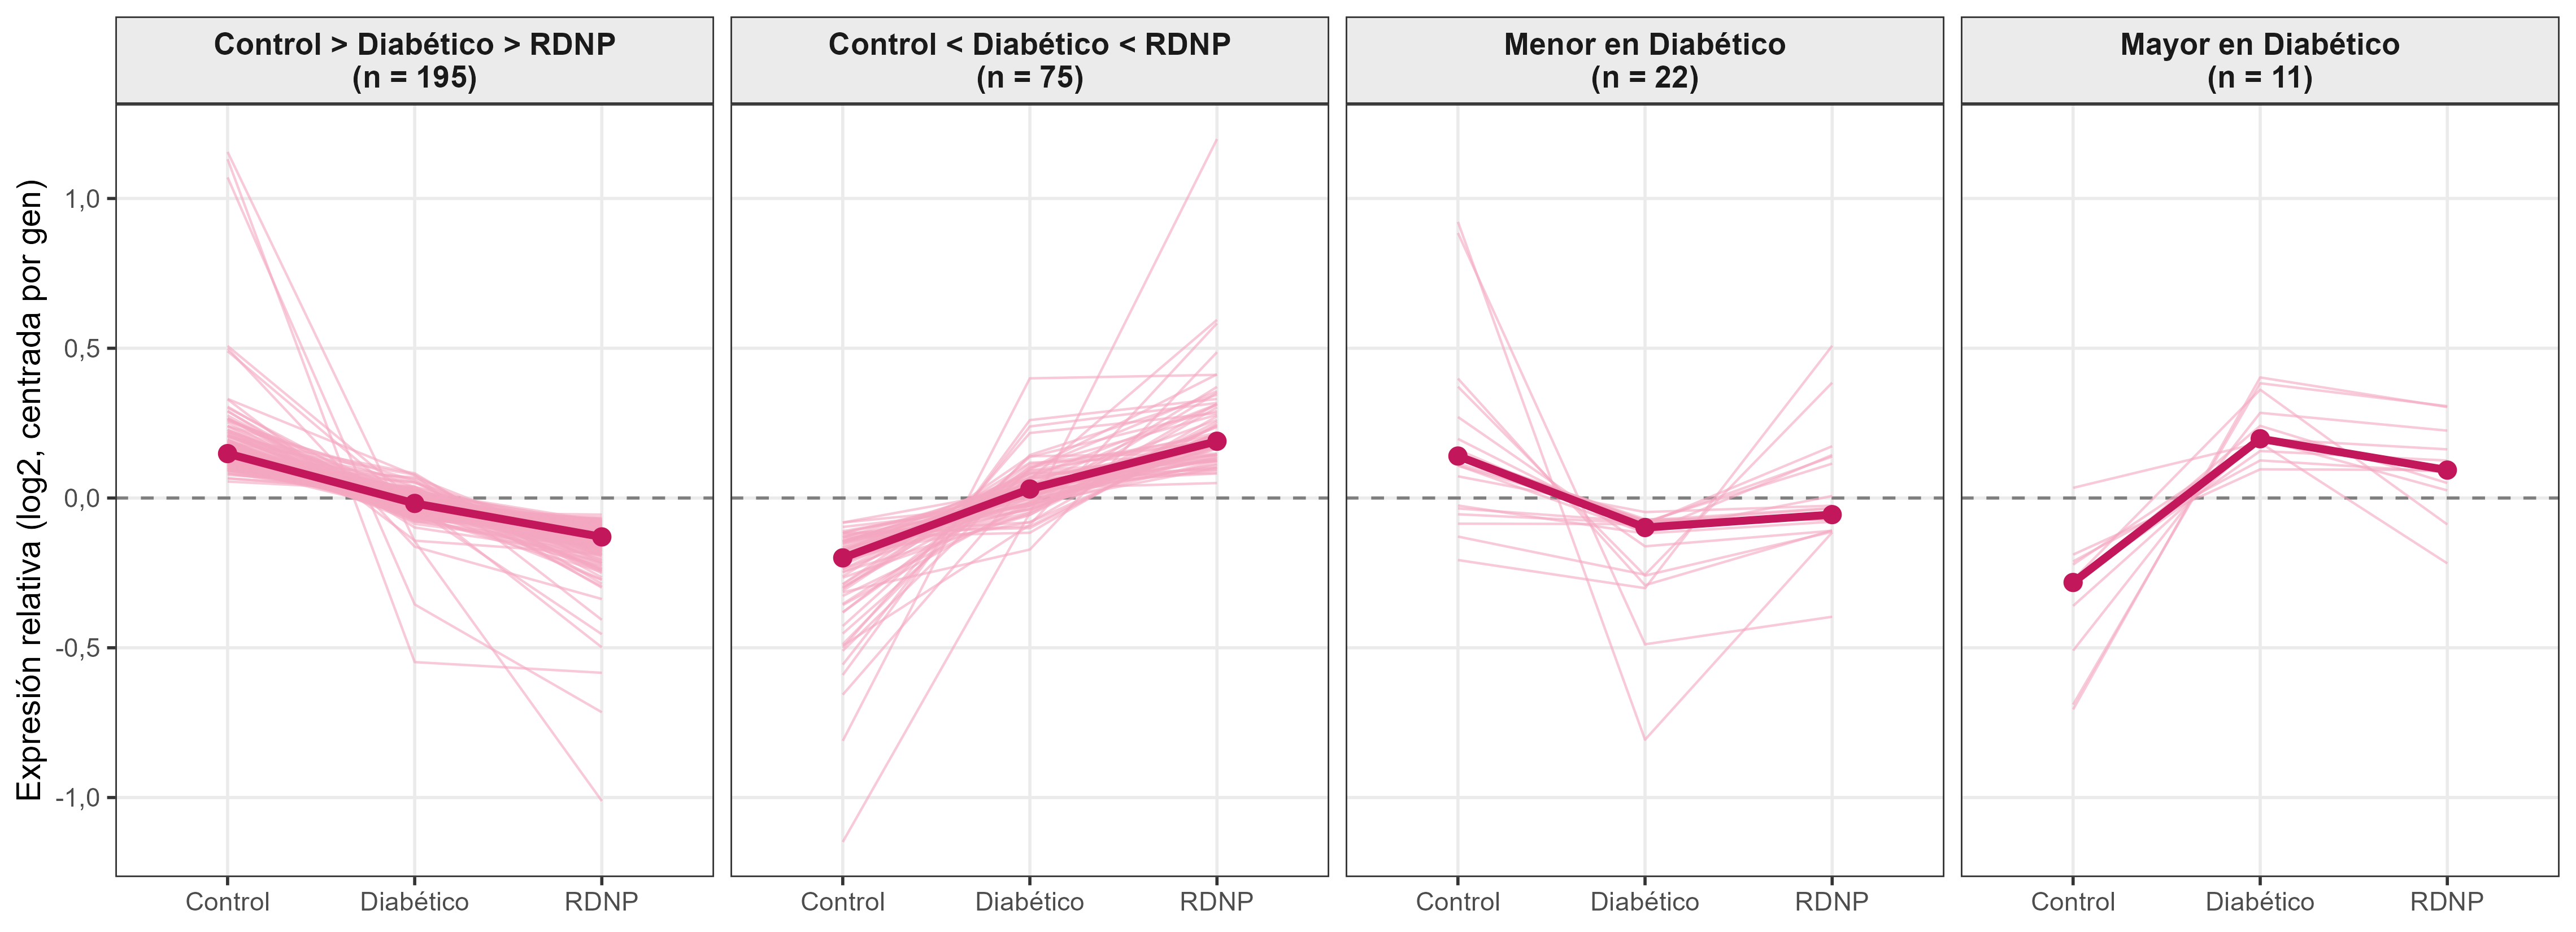 Control > Diabético > RDNP
(n = 195)
Control < Diabético < RDNP
(n = 75)
Menor en Diabético
(n = 22)
Mayor en Diabético
(n = 11)
Expresión relativa (log2, centrada por gen)
1,0
0,5
0,0
-0,5
-1,0
Control Diabético RDNP
Control Diabético RDNP
Control Diabético RDNP
Control Diabético RDNP